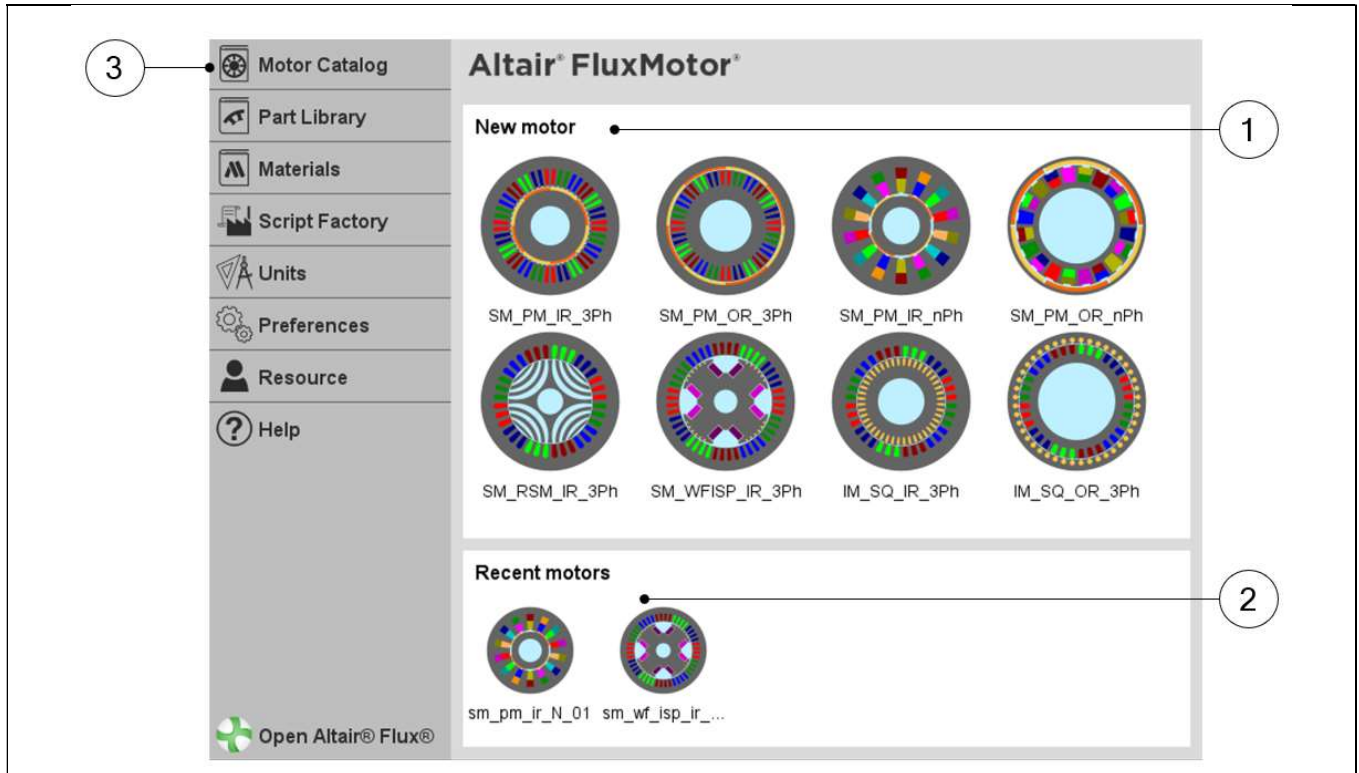 3
Motor Catalog
Part Library
Materials
Script Factory
Units
Preferences
Resource
Help
Open Altair® Flux®
Altair® FluxMotor®
New motor
1
SM_PM_IR_3Ph SM_PM_OR_3Ph SM_PM_IR_nPh SM_PM_OR_nPh
SM_RSM_IR_3Ph SM_WFISP_IR_3Ph IM_SQ_IR_3Ph IM_SQ_OR_3Ph
Recent motors
2
sm_pm_ir_N_01 sm_wf_isp_ir_...